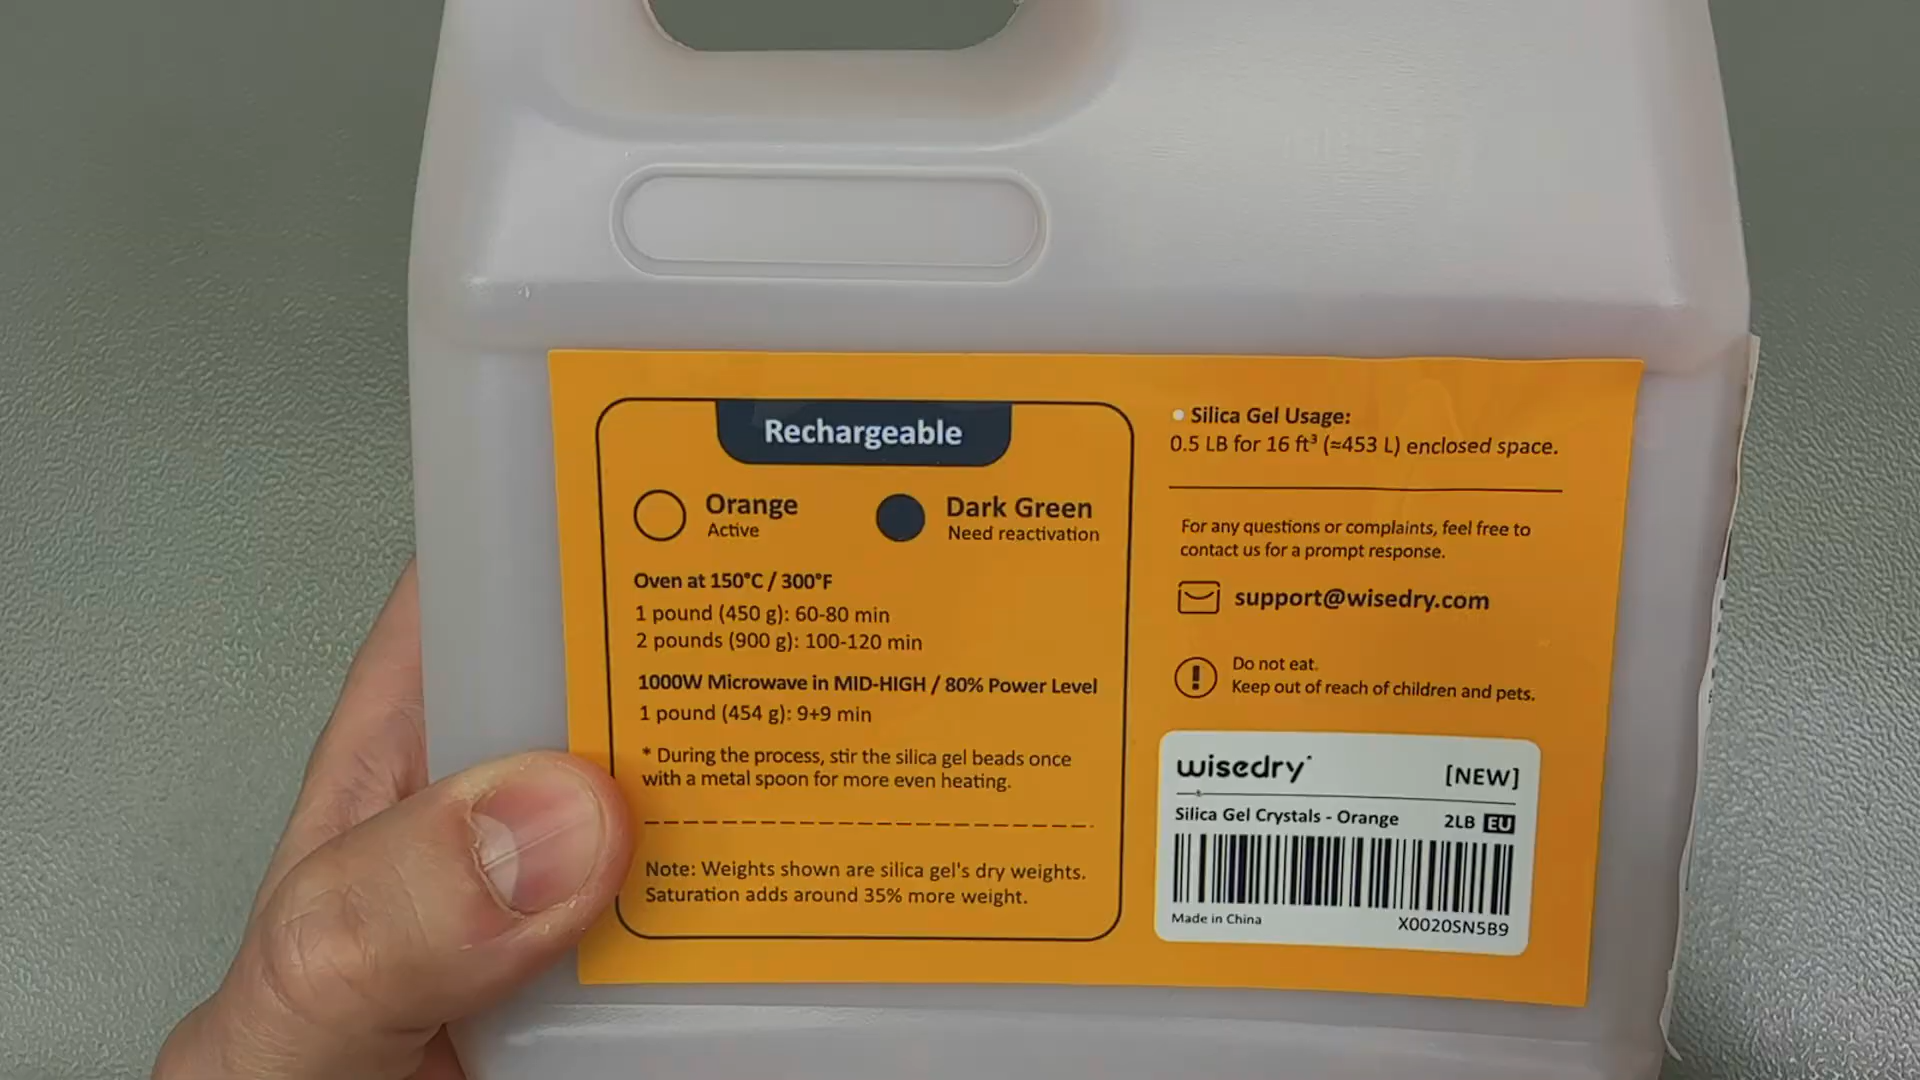 Rechargeable
Orange
Active
Dark Green
Need reactivation
Oven at 150°C / 300°F
1 pound (450 g): 60-80 min
2 pounds (900 g): 100-120 min
1000W Microwave in MID-HIGH / 80% Power Level
1 pound (454 g): 9+9 min
* During the process, stir the silica gel beads once
with a metal spoon for more even heating.
Note: Weights shown are silica gel's dry weights.
Saturation adds around 35% more weight.
Silica Gel Usage:
0.5 LB for 16 ft³ (≈453 L) enclosed space.
For any questions or complaints, feel free to
contact us for a prompt response.
support@wisedry.com
Do not eat.
Keep out of reach of children and pets.
wisedry
[NEW]
Silica Gel Crystals - Orange 2LB EU
Made in China X0020SN5B9